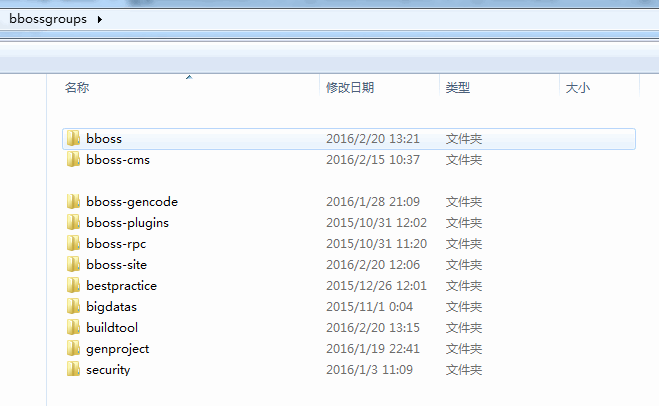 bbossgroups
名称 修改日期 类型 大小
bboss 2016/2/20 13:21 文件夹
bboss-cms 2016/2/15 10:37 文件夹
bboss-gencode 2016/1/28 21:09 文件夹
bboss-plugins 2015/10/31 12:02 文件夹
bboss-rpc 2015/10/31 11:20 文件夹
bboss-site 2016/2/20 12:06 文件夹
bestpractice 2015/12/26 12:01 文件夹
bigdatas 2015/11/1 0:04 文件夹
buildtool 2016/2/20 13:15 文件夹
genproject 2016/1/19 22:41 文件夹
security 2016/1/3 11:09 文件夹